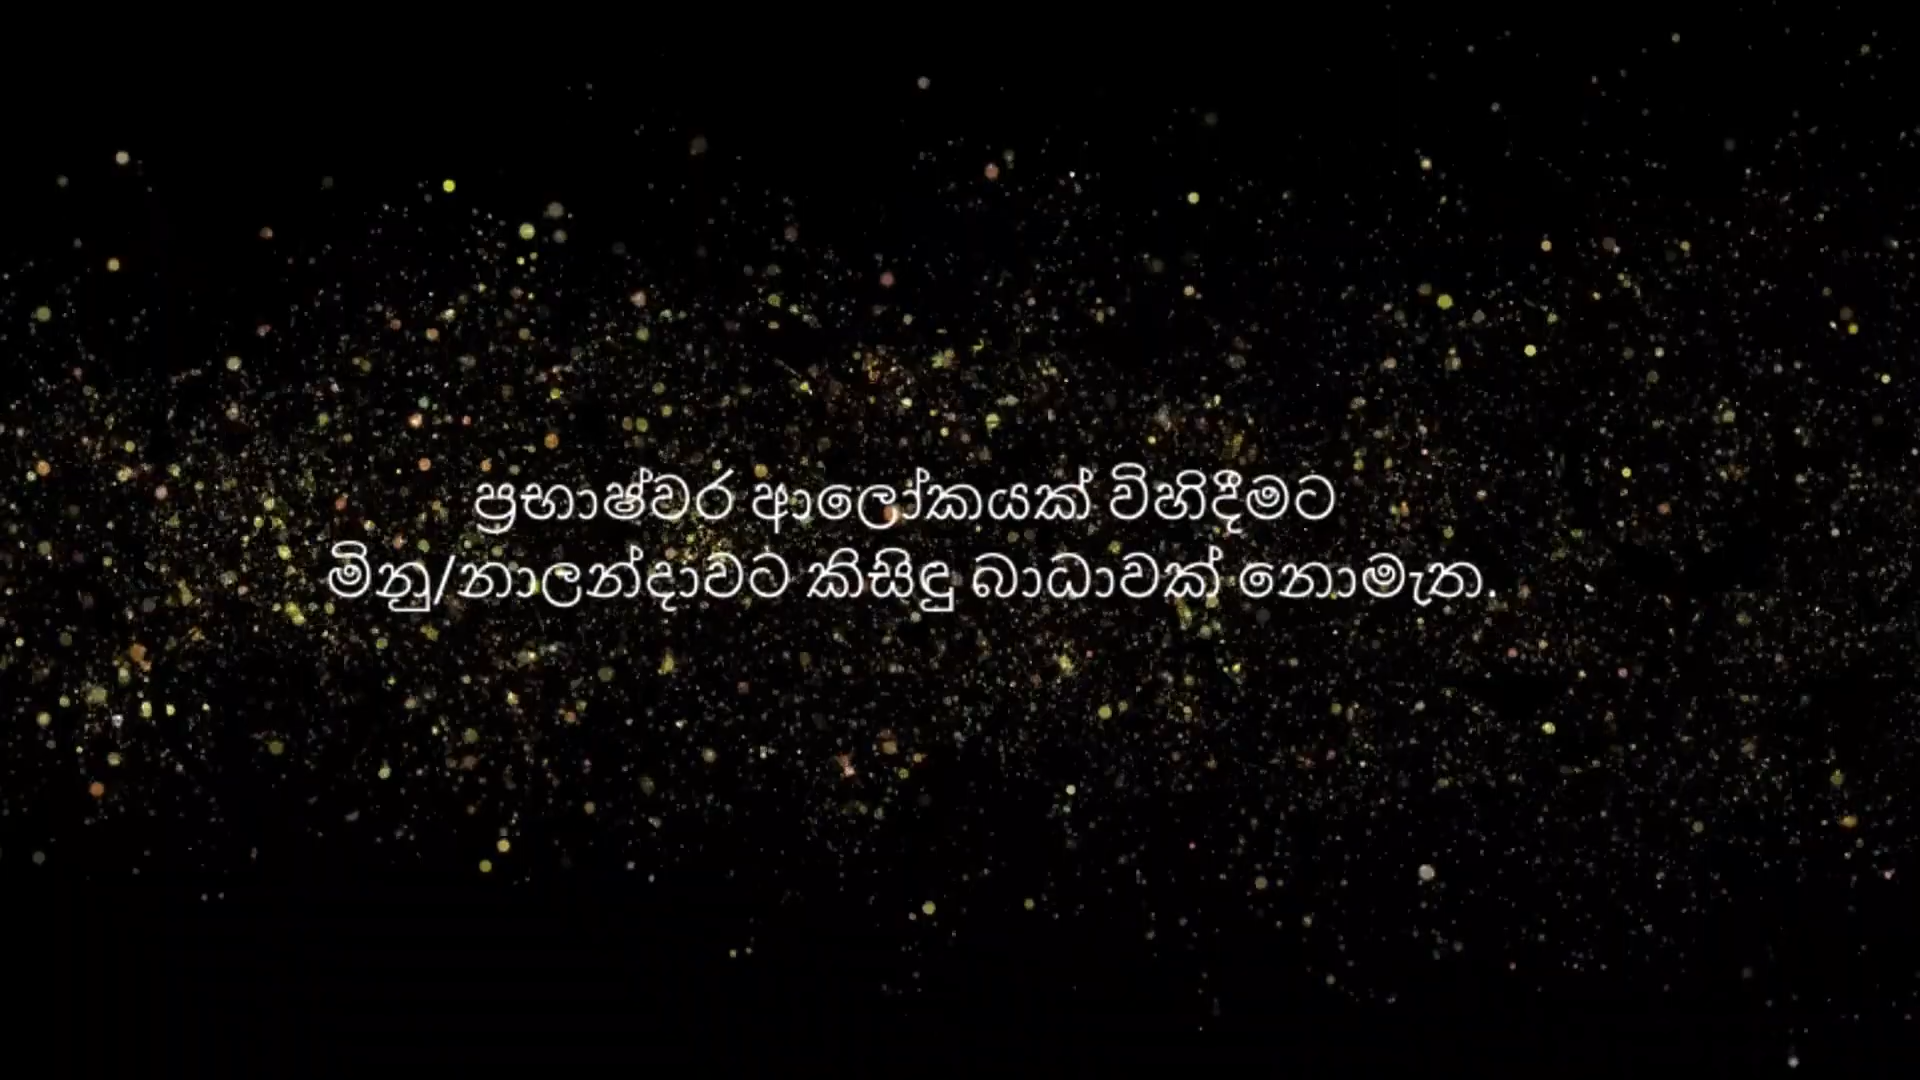 ප්‍රභාෂ්වර ආලෝකයක් විහිදීමට
මිනු/නාලන්දාවට කිසිඳු බාධාවක් නොමැත.